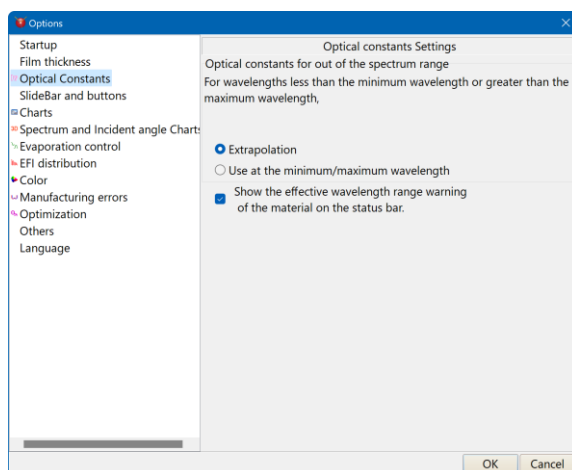 Options
Startup
Film thickness
Optical Constants
SlideBar and buttons
Charts
Spectrum and Incident angle Charts
Evaporation control
EFI distribution
Color
Manufacturing errors
Optimization
Others
Language
Optical constants Settings
Optical constants for out of the spectrum range
For wavelengths less than the minimum wavelength or greater than the
maximum wavelength,
Extrapolation
Use at the minimum/maximum wavelength
Show the effective wavelength range warning
of the material on the status bar.
OK
Cancel